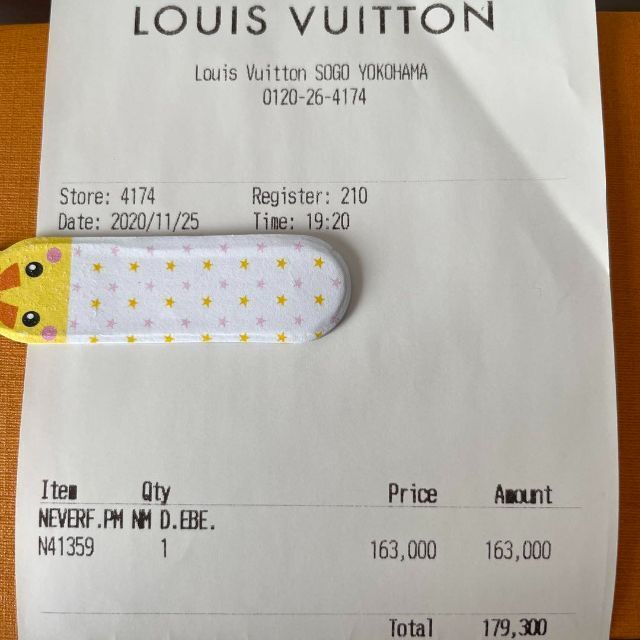 LOUIS VUITTON
Louis Vuitton SOGO YOKOHAMA
0120-26-4174
Store: 4174 Register: 210
Date: 2020/11/25 Time: 19:20
Item Qty Price Amount
NEVERF.PM NM D.EBE.
N41359 1 163,000 163,000
Total 179,300